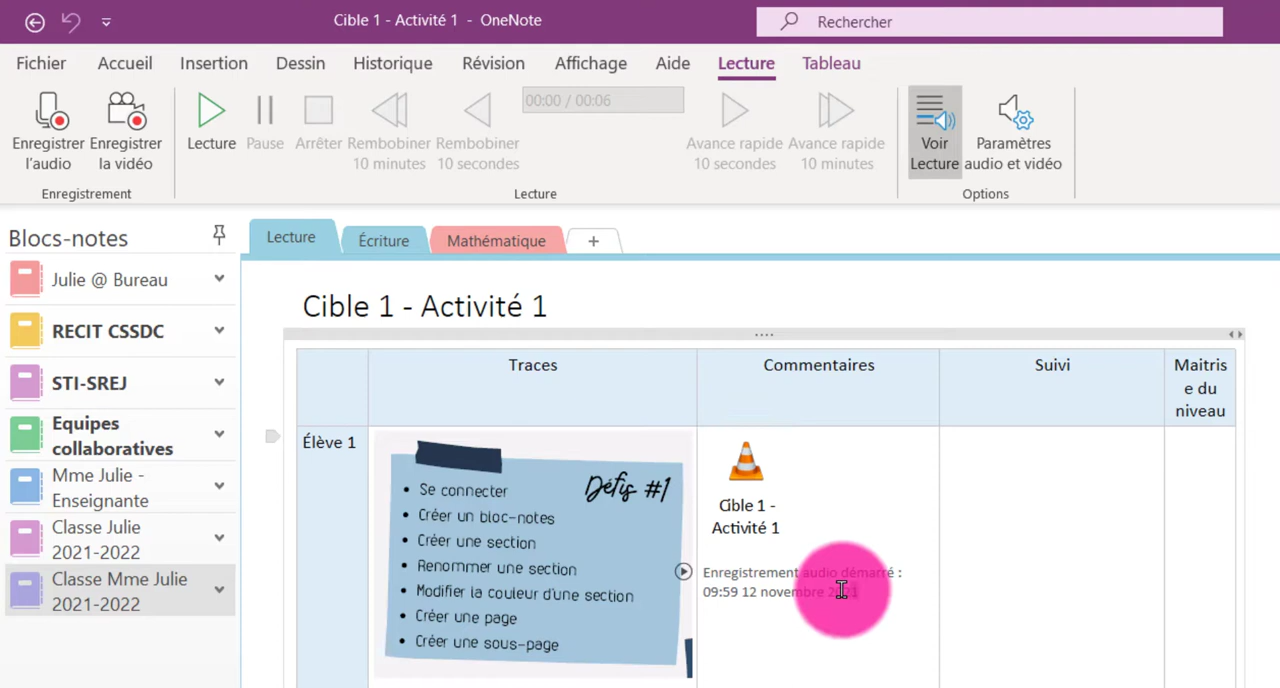 Cible 1 - Activité 1 - OneNote
Rechercher
Fichier Accueil Insertion Dessin Historique Révision Affichage Aide Lecture Tableau
00:00 / 00:06
Enregistrer l'audio
Enregistrer la vidéo
Lecture
Pause
Arrêter
Rembobiner 10 minutes
Rembobiner 10 secondes
Avance rapide 10 secondes
Avance rapide 10 minutes
Voir Lecture
Paramètres audio et vidéo
Enregistrement
Lecture
Options
Blocs-notes
Julie @ Bureau
RECIT CSSDC
STI-SREJ
Equipes
collaboratives
Mme Julie -
Enseignante
Classe Julie
2021-2022
Classe Mme Julie
2021-2022
Lecture
Écriture
Mathématique
+
Cible 1 - Activité 1
Traces
Commentaires
Suivi
Maitris
e du
niveau
Élève 1
Défis #1
• Se connecter
• Créer un bloc-notes
• Créer une section
• Renommer une section
• Modifier la couleur d'une section
• Créer une page
• Créer une sous-page
Cible 1 -
Activité 1
Enregistrement audio démarré :
09:59 12 novembre 2021